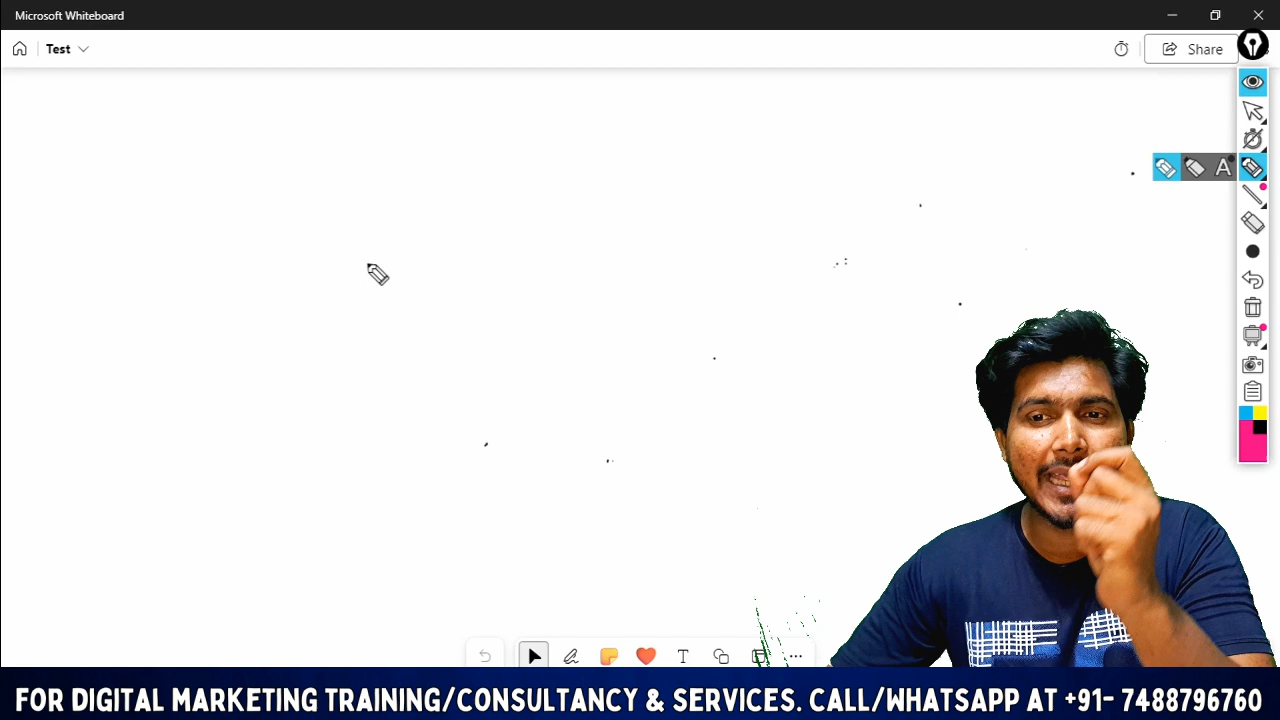 Microsoft Whiteboard
Test
Share
A
T
FOR DIGITAL MARKETING TRAINING/CONSULTANCY & SERVICES. CALL/WHATSAPP AT +91- 7488796760